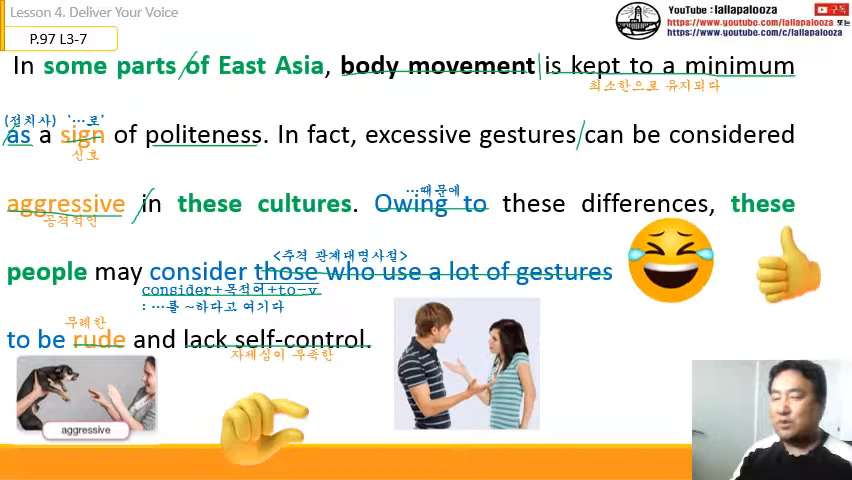 Lesson 4. Deliver Your Voice
YouTube : lallapalooza 구독
https://www.youtube.com/lallapalooza 또는
https://www.youtube.com/c/lallapalooza
P.97 L3-7
In some parts of East Asia, body movement is kept to a minimum
최소한으로 유지되다
(전치사) '…로'
as a sign of politeness. In fact, excessive gestures can be considered
신호
aggressive in these cultures. Owing to these differences, these
…때문에
공격적인
<주격 관계대명사절>
people may consider those who use a lot of gestures
consider+목적어+to-v
: …를 ~하다고 여기다
무례한
to be rude and lack self-control.
자제심이 부족한
aggressive